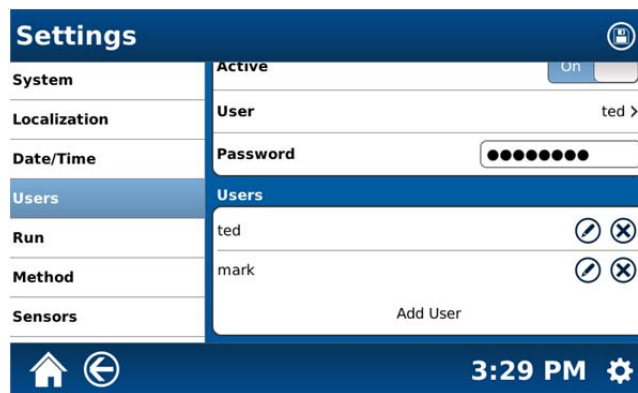 Settings
System
Localization
Date/Time
Users
Run
Method
Sensors
Active On
User ted >
Password ●●●●●●●●
Users
ted
mark
Add User
3:29 PM